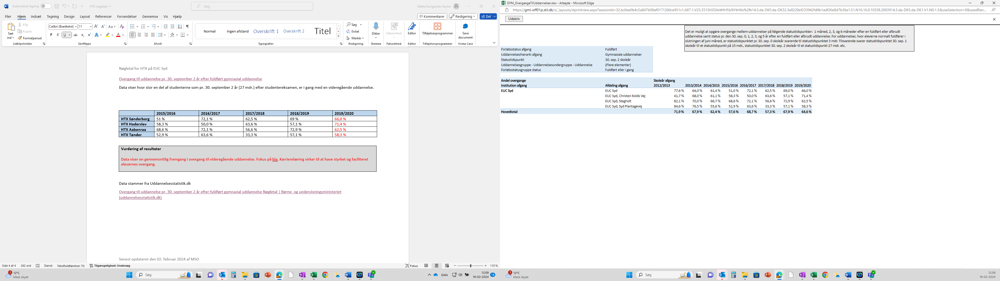 Automatisk lagring
HTX nøgletal
Søg
Mette Kongerslev Sonne
Filer Hjem Indsæt Tegning Design Layout Referencer Forsendelser Gennemse Vis Hjælp
Kommentarer Redigering Del
Sæt ind
Klip
Kopiér
Formatpensel
Udklipsholder
Calibri (Brødtekst) 11
Skrifttype
Afsnit
Normal Ingen afstand Overskrift 1 Overskrift 2 Titel
Typografier
Søg
Erstat
Markér
Redigering
Dikter
Stemme
Følsomhed
Følsomhed
Editor
Editor
Tilføjelsesprogrammer
Tilføjelsesprogrammer
Save document
Visma Case
Nøgletal for HTX på EUC Syd
Overgang til uddannelse pr. 30. september 2 år efter fuldført gymnasial uddannelse
Data viser hvor stor en del af studenterne som pr. 30. september 2 år (27 mdr.) efter studentereksamen, er i gang med en videregående uddannelse.
2015/2016 2016/2017 2017/2018 2018/2019 2019/2020
HTX Sønderborg 51 % 72,1 % 62,5 % 69 % 66,0 %
HTX Haderslev 58,3 % 50,0 % 63,6 % 57,1 % 71,4 %
HTX Aabenraa 68,6 % 72,1 % 56,6 % 72,9 % 62,5 %
HTX Tønder 52,9 % 63,6 % 33,3 % 57,1 % 58,3 %
Vurdering af resultater
Data viser en gennemsnitlig fremgang i overgang til videregående uddannelse. Fokus på bla. Karrierelæring virker til at have styrket og faciliteret
elevernes overgang.
Data stammer fra Uddannelsesstatistik.dk
Overgang til uddannelse pr. 30. september 2 år efter fuldført gymnasial uddannelse Nøgletal | Børne- og undervisningsministeriet
(uddannelsesstatistik.dk)
Senest opdateret den 02. februar 2024 af MSO
Side 4 af 4 262 ord Dansk Tekstfuldførelser: Til Tilgængelighed: Undersøg
Fokus 110 %
12°C
Mest skyet
Søg
DAN
12:09
16-02-2024
14
GYM_OvergangeTilUddannelser.xlsx - Arbejde - Microsoft Edge
https://gml-off01p.stil.dk/x/_layouts/xlprintview.aspx?sessionId=32.bc0ee0b4c5a847b08af0171260ce951c1.A87.1.V23.351Sh5DAsWtH5b9iYkH6s%2fb14.5.da-DK5.da-DK32.3e8228ef233942fd8b1adf26e8d7b36e1.S1.N16.16.0.10338.2003914.5.da-DK5.da-DK1.V1.N0.1.S&useSelection=0&usedRan...
Udskriv
Det er muligt at opgøre overgange mellem uddannelser på følgende statustidspunkter: 1 måned, 2, 3, og 6 måneder efter en fuldført eller afbrudt
uddannelse samt status pr. den 30. sep. 0, 1, 2, 3, og 5 år efter en fuldført eller afbrudt uddannelse. For uddannelser, hvor eleverne normalt fuldfører i
slutningen af juni måned, er statustidspunktet pr. 30. sep. 0 skoleår svarende til statustidspunktet 3 mdr. Tilsvarende svarer statustidspunktet 30. sep. 1
skoleår til et statustidspunkt på 15 mdr., statustidspunktet 30. sep. 2 skoleår til et statustidspunkt 27 mdr. etc.
Forløbsstatus afgang Fuldført
Uddannelseshierarki afgang Gymnasiale uddannelser
Statustidspunkt 30. sep. 2 skoleår
Uddannelsesgruppe - Uddannelsesundergruppe - Uddannelse (Flere elementer)
Forløbsstatusgruppe status Fuldført eller i gang
Andel overgange Skoleår afgang
Institution afgang Afdeling afgang 2012/2013 2013/2014 2014/2015 2015/2016 2016/2017 2017/2018 2018/2019 2019/2020
EUC Syd EUC Syd 77,6 % 64,0 % 61,4 % 51,0 % 72,1 % 62,5 % 69,0 % 66,0 %
EUC Syd, Christen Kolds Vej 41,7 % 68,0 % 61,1 % 58,3 % 50,0 % 63,6 % 57,1 % 71,4 %
EUC Syd, Stegholt 82,1 % 70,0 % 66,7 % 68,6 % 72,1 % 56,6 % 72,9 % 62,5 %
EUC Syd, Syd Plantagevej 84,6 % 76,5 % 55,6 % 52,9 % 63,6 % 33,3 % 57,1 % 58,3 %
Hovedtotal 71,9 % 67,9 % 62,4 % 57,6 % 68,7 % 57,3 % 67,9 % 64,6 %
12°C
Mest skyet
Søg
12:09
16-02-2024